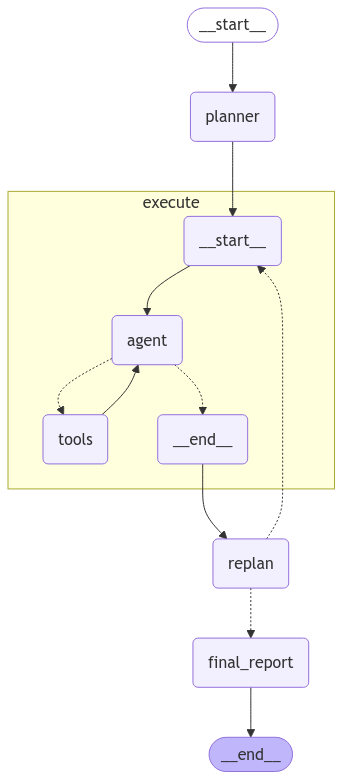 __start__
planner
execute
__start__
agent
tools
__end__
replan
final_report
__end__